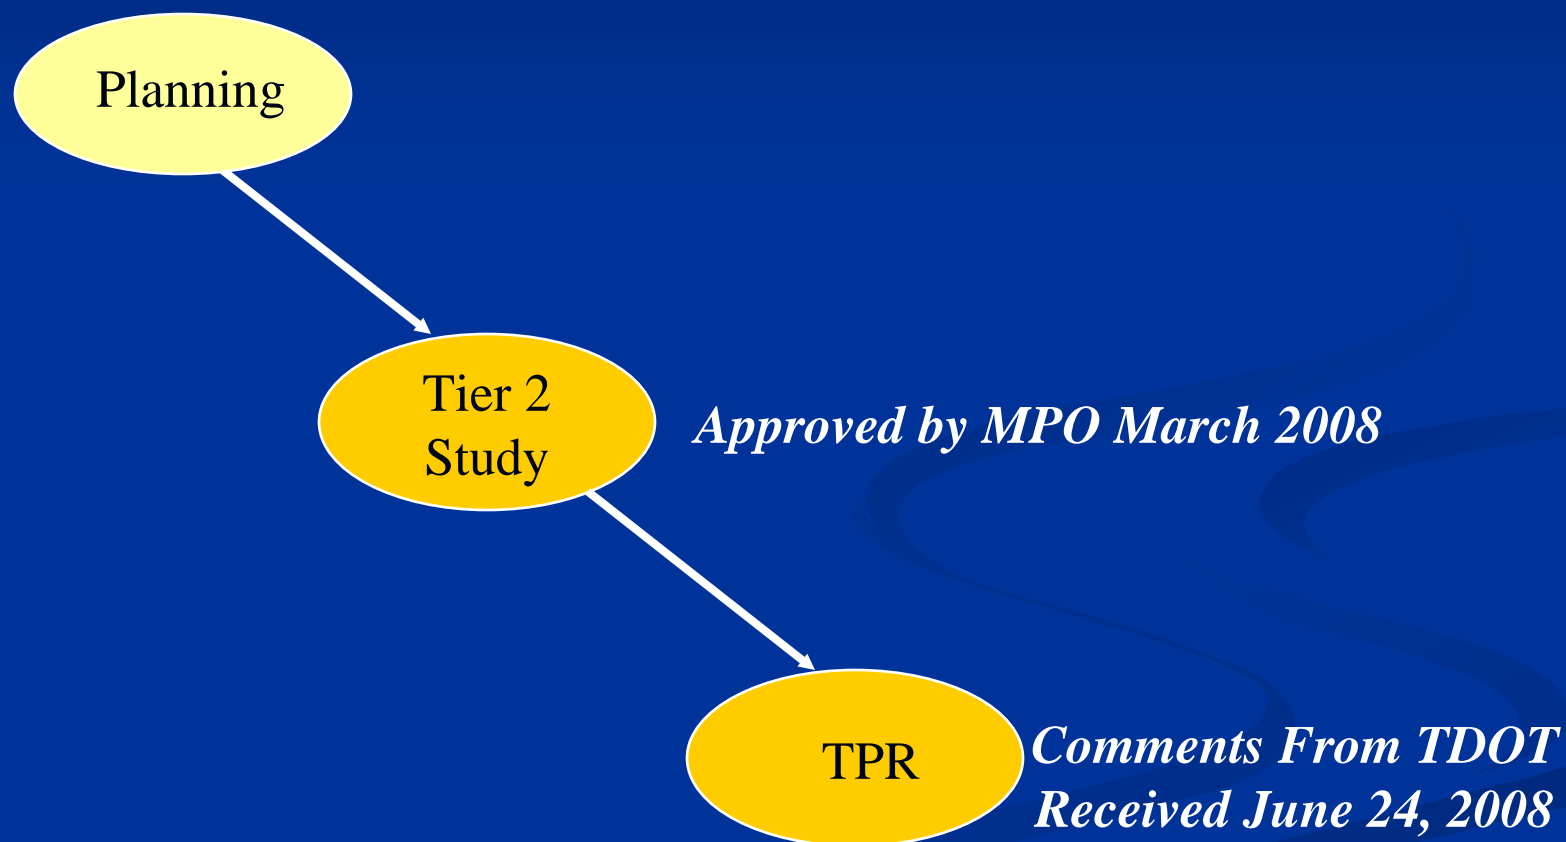 Planning
Tier 2
Study
Approved by MPO March 2008
TPR
Comments From TDOT
Received June 24, 2008